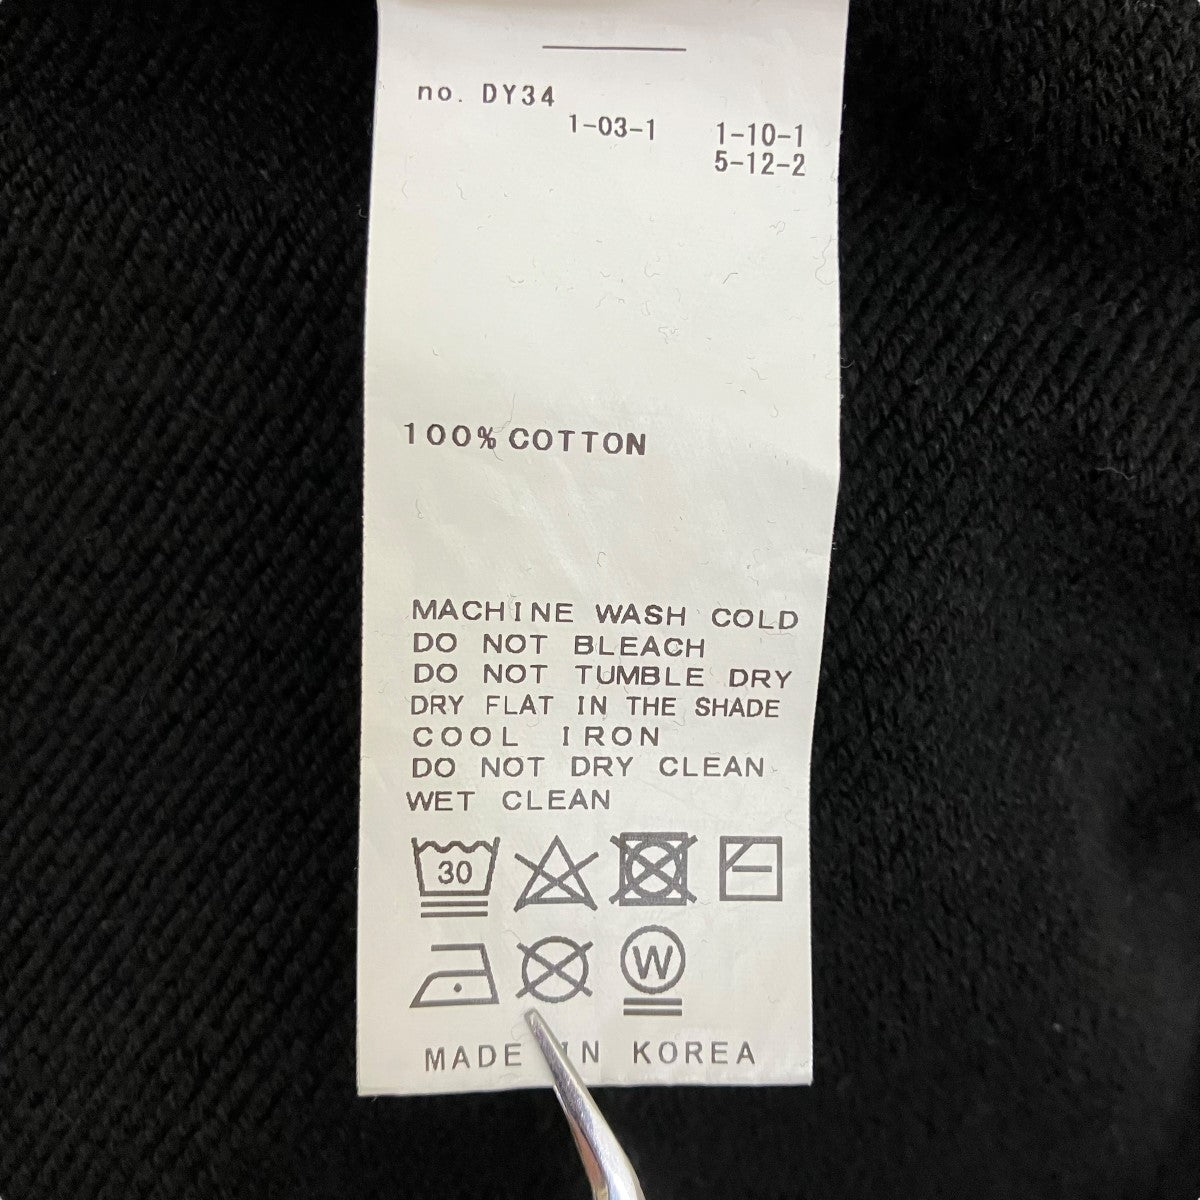 no. DY34
1-03-1 1-10-1
5-12-2
100% COTTON
MACHINE WASH COLD
DO NOT BLEACH
DO NOT TUMBLE DRY
DRY FLAT IN THE SHADE
COOL IRON
DO NOT DRY CLEAN
WET CLEAN
30
W
MADE IN KOREA